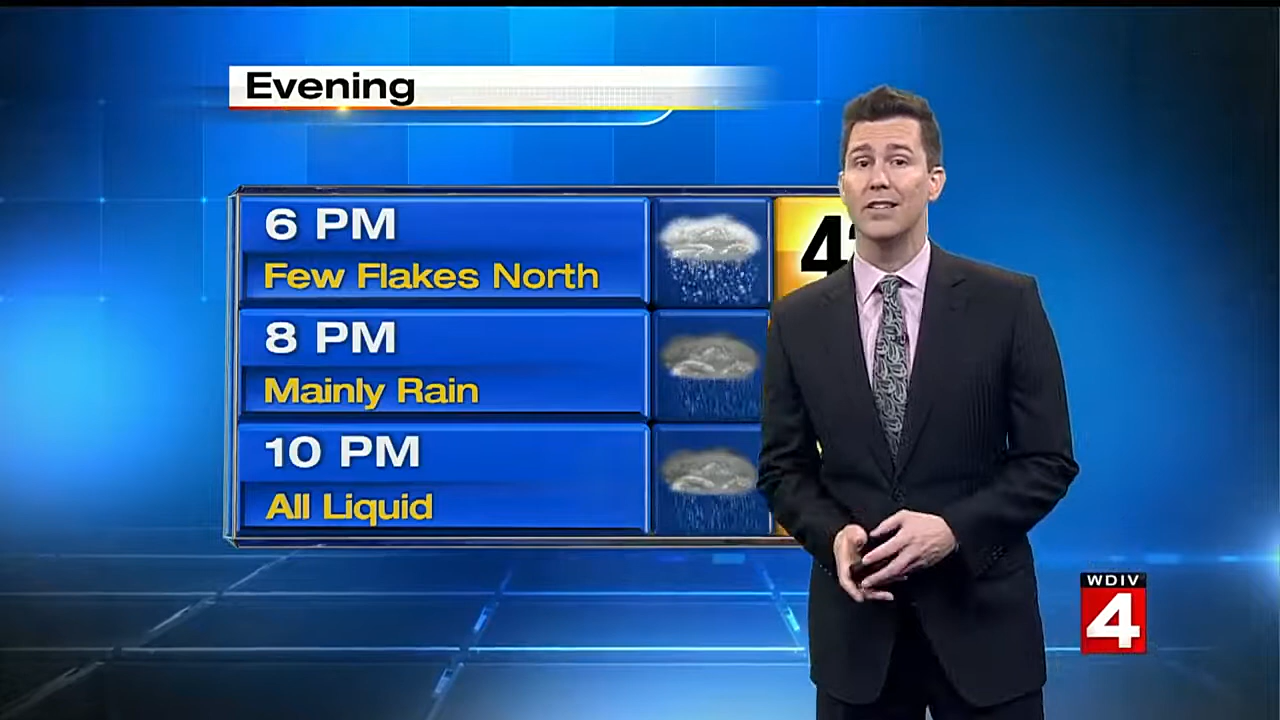 Evening
6 PM
Few Flakes North
8 PM
Mainly Rain
10 PM
All Liquid
WDIV
4